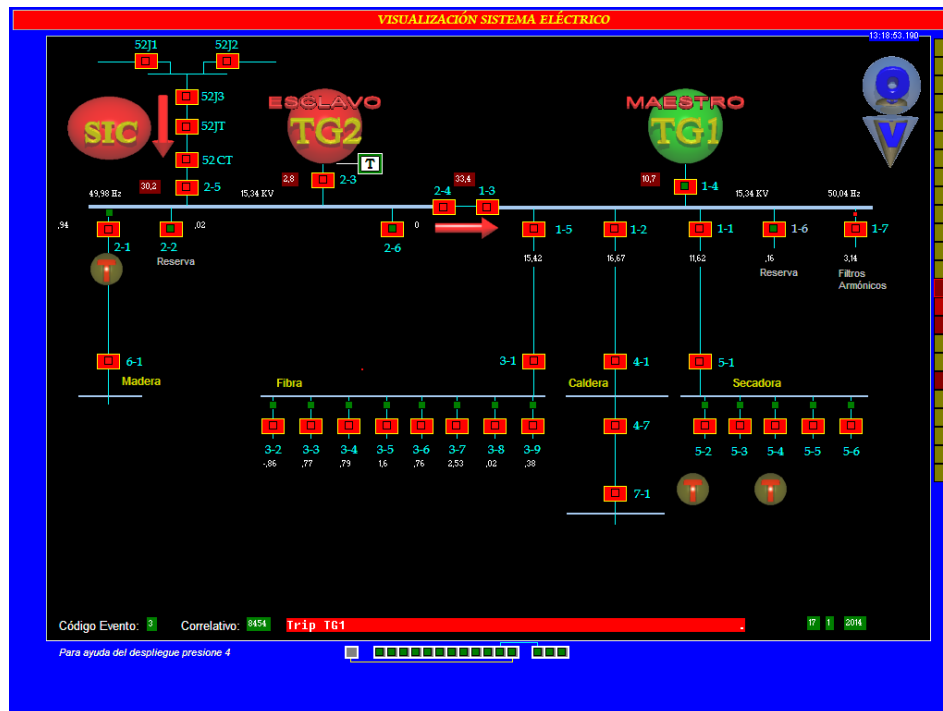 VISUALIZACIÓN SISTEMA ELÉCTRICO
13:18:53.190
52J1 52J2
52J3
ESCLAVO MAESTRO
SIC TG2 TG1
52JT
52 CT
T
49,98 Hz 30,2 2-5 15,34 KV 2,8 2-3 2-4 33,4 1-3 10,7 1-4 15,34 KV 50,04 Hz
,94 2-1 2-2 ,02 2-6 0 1-5 1-2 1-1 1-6 1-7
Reserva 15,42 16,67 11,62 ,16 3,14
T Reserva Filtros
Armónicos
6-1 3-1 4-1 5-1
Madera Fibra Caldera Secadora
4-7
3-2 3-3 3-4 3-5 3-6 3-7 3-8 3-9 5-2 5-3 5-4 5-5 5-6
-,86 ,77 ,79 1,6 ,76 2,53 ,02 ,38
7-1 T T
Código Evento: 3 Correlativo: 8454 Trip TG1 . 17 1 2014
Para ayuda del despliegue presione 4